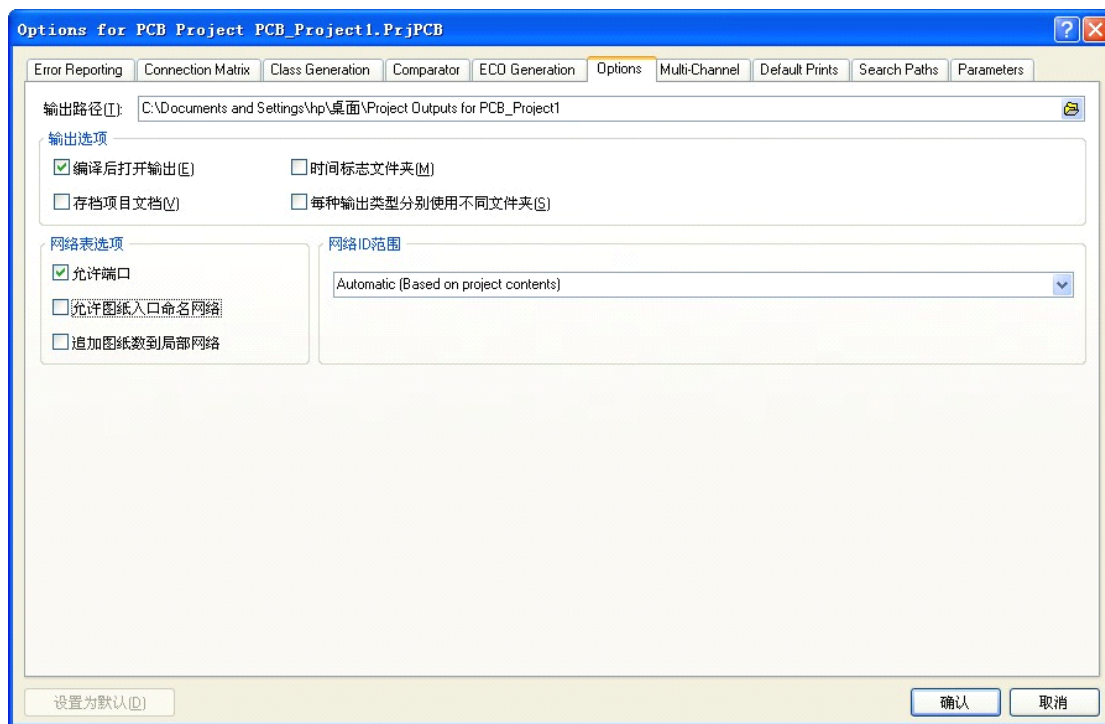 Options for PCB Project PCB_Project1.PrjPCB
Error Reporting Connection Matrix Class Generation Comparator ECO Generation Options Multi-Channel Default Prints Search Paths Parameters
输出路径(T): C:\Documents and Settings\hp\桌面\Project Outputs for PCB_Project1
输出选项
编译后打开输出(E) 时间标志文件夹(M)
存档项目文档(V) 每种输出类型分别使用不同文件夹(S)
网络表选项 网络ID范围
允许端口
Automatic (Based on project contents)
允许图纸入口命名网络
追加图纸数到局部网络
设置为默认(D) 确认 取消